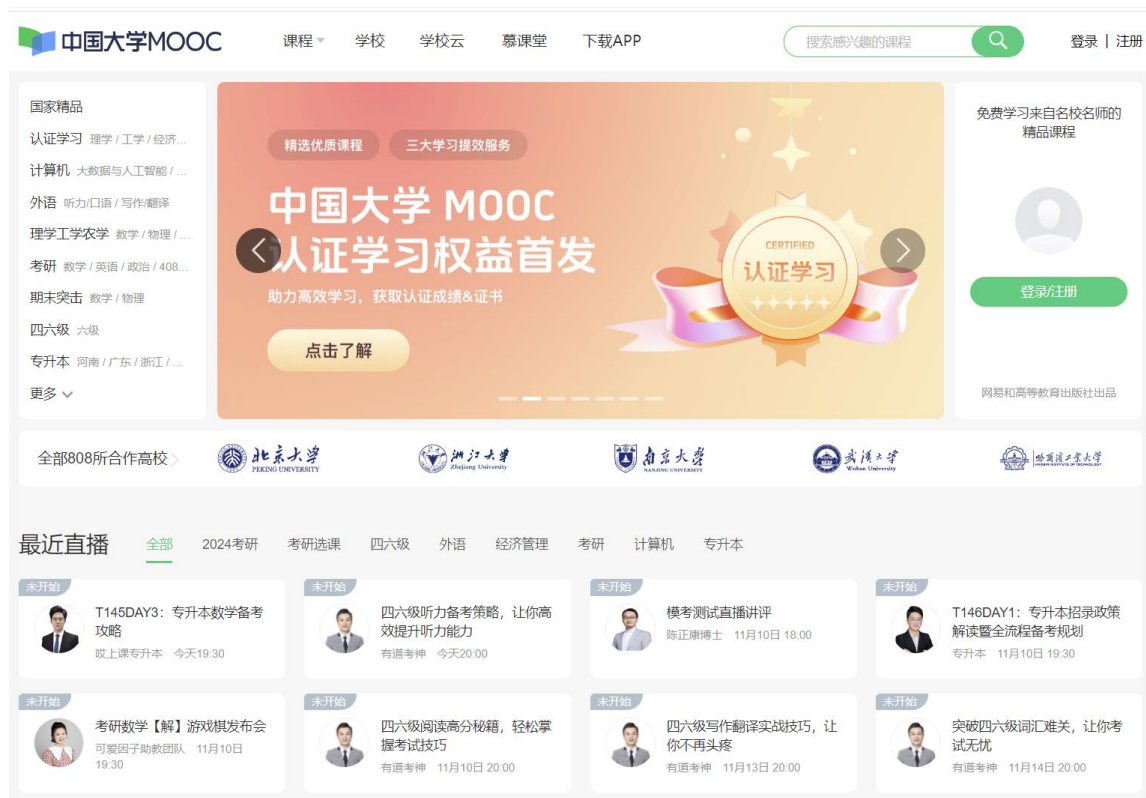 中国大学MOOC
课程 学校 学校云 慕课堂 下载APP
搜索感兴趣的课程
登录 | 注册
国家精品
认证学习 理学 / 工学 / 经济...
计算机 大数据与人工智能 / ...
外语 听力/口语 / 写作/翻译
理学工学农学 数学 / 物理 / ...
考研 数学 / 英语 / 政治 / 408...
期末突击 数学 / 物理
四六级 六级
专升本 河南 / 广东 / 浙江 / ...
更多
精选优质课程 三大学习提效服务
中国大学 MOOC
认证学习权益首发
助力高效学习，获取认证成绩&证书
点击了解
CERTIFIED
认证学习
免费学习来自名校名师的
精品课程
登录/注册
网易和高等教育出版社出品
全部808所合作高校
北京大学
PEKING UNIVERSITY
浙江大学
Zhejiang University
南京大学
NANJING UNIVERSITY
武汉大学
Wuhan University
哈尔滨工业大学
HARBIN INSTITUTE OF TECHNOLOGY
最近直播 全部 2024考研 考研选课 四六级 外语 经济管理 考研 计算机 专升本
未开始
T145DAY3：专升本数学备考
攻略
哎上课专升本 今天19:30
未开始
四六级听力备考策略，让你高
效提升听力能力
有道考神 今天20:00
未开始
模考测试直播讲评
陈正康博士 11月10日 18:00
未开始
T146DAY1：专升本招录政策
解读暨全流程备考规划
专升本 11月10日 19:30
未开始
考研数学【解】游戏棋发布会
可爱因子助教团队 11月10日
19:30
未开始
四六级阅读高分秘籍，轻松掌
握考试技巧
有道考神 11月10日 20:00
未开始
四六级写作翻译实战技巧，让
你不再头疼
有道考神 11月13日 20:00
未开始
突破四六级词汇难关，让你考
试无忧
有道考神 11月14日 20:00